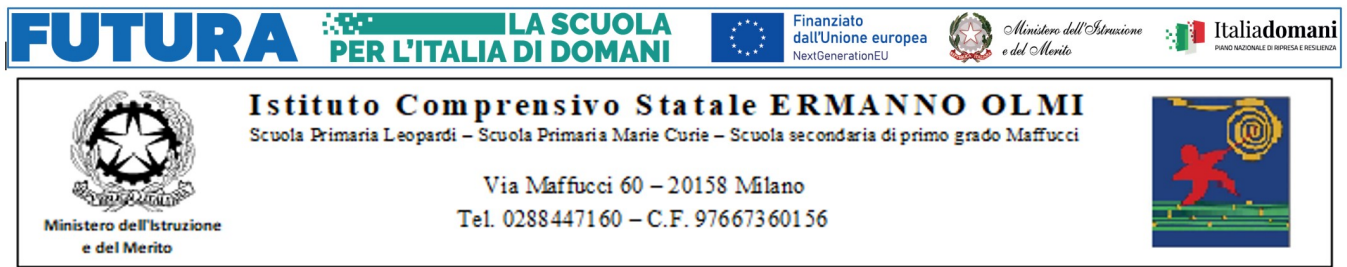 FUTURA
LA SCUOLA
PER L'ITALIA DI DOMANI
Finanziato
dall'Unione europea
NextGenerationEU
Ministero dell'Istruzione
e del Merito
Italiadomani
PIANO NAZIONALE DI RIPRESA E RESILIENZA
Istituto Comprensivo Statale ERMANNO OLMI
Scuola Primaria Leopardi – Scuola Primaria Marie Curie – Scuola secondaria di primo grado Maffucci
Via Maffucci 60 – 20158 Milano
Tel. 0288447160 – C.F. 97667360156
Ministero dell'Istruzione
e del Merito